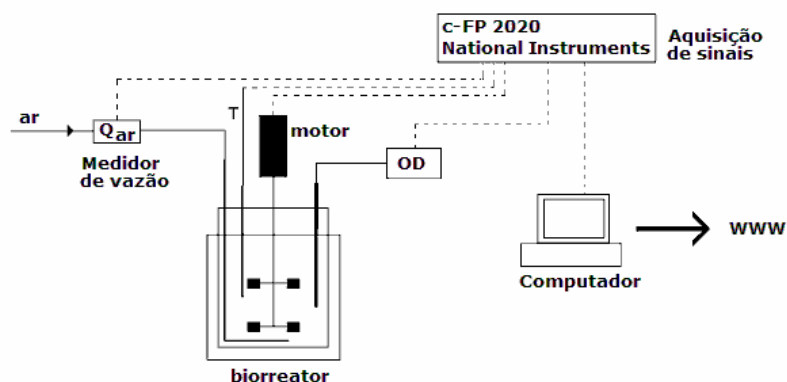 c-FP 2020
National Instruments
Aquisição
de sinais
ar
Qar
T
motor
OD
Medidor
de vazão
www
Computador
biorreator